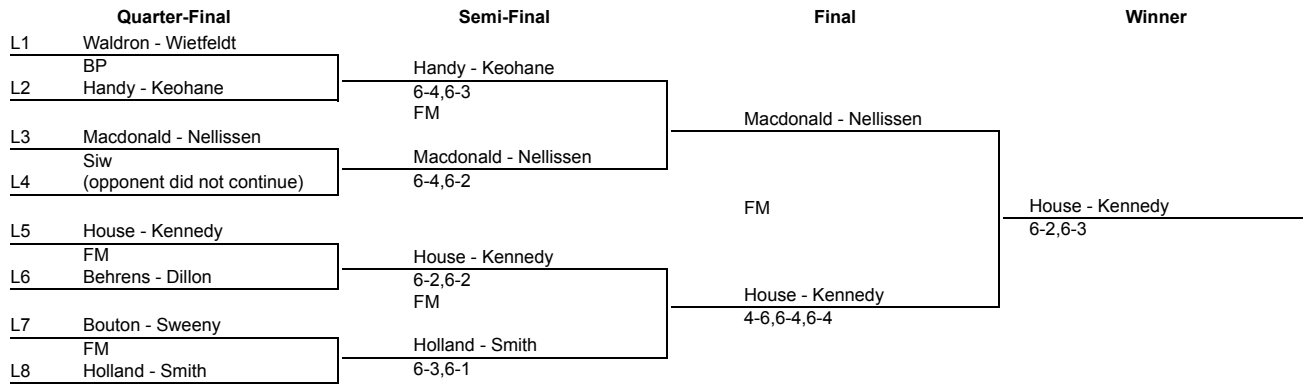 Quarter-Final Semi-Final Final Winner
L1 Waldron - Wietfeldt
BP
L2 Handy - Keohane
Handy - Keohane
6-4,6-3
FM
L3 Macdonald - Nellissen
Siw
L4 (opponent did not continue)
Macdonald - Nellissen
6-4,6-2
Macdonald - Nellissen
FM
L5 House - Kennedy
FM
L6 Behrens - Dillon
House - Kennedy
6-2,6-2
FM
L7 Bouton - Sweeny
FM
L8 Holland - Smith
Holland - Smith
6-3,6-1
House - Kennedy
4-6,6-4,6-4
House - Kennedy
6-2,6-3